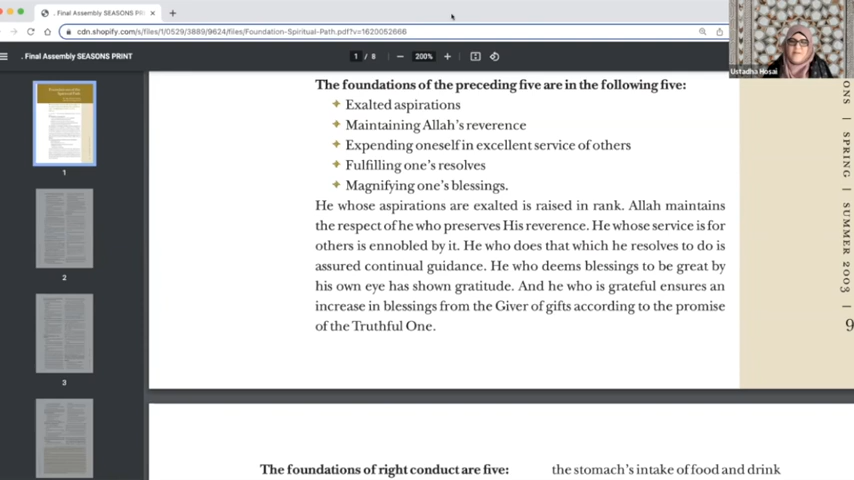 . Final Assembly SEASONS PRINT
cdn.shopify.com/s/files/1/0529/3889/9624/files/Foundation-Spiritual-Path.pdf?v=1620052666
. Final Assembly SEASONS PRINT
1 / 8
200%
Ustadha Hosai
The foundations of the preceding five are in the following five:
Exalted aspirations
Maintaining Allah's reverence
Expending oneself in excellent service of others
Fulfilling one's resolves
Magnifying one's blessings.
He whose aspirations are exalted is raised in rank. Allah maintains
the respect of he who preserves His reverence. He whose service is for
others is ennobled by it. He who does that which he resolves to do is
assured continual guidance. He who deems blessings to be great by
his own eye has shown gratitude. And he who is grateful ensures an
increase in blessings from the Giver of gifts according to the promise
of the Truthful One.
ONS | SPRING | SUMMER 2003
9
1
2
3
The foundations of right conduct are five:
the stomach's intake of food and drink